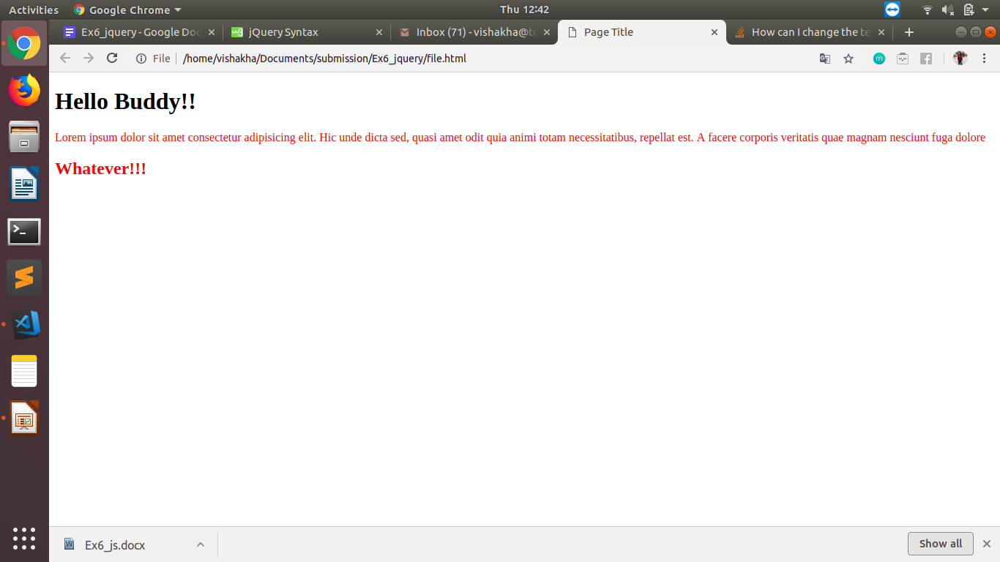 Activities Google Chrome Thu 12:42
Ex6_jquery - Google Doc jQuery Syntax Inbox (71) - vishakha@to Page Title How can I change the te
File /home/vishakha/Documents/submission/Ex6_jquery/file.html
Hello Buddy!!
Lorem ipsum dolor sit amet consectetur adipisicing elit. Hic unde dicta sed, quasi amet odit quia animi totam necessitatibus, repellat est. A facere corporis veritatis quae magnam nesciunt fuga dolore
Whatever!!!
Ex6_js.docx Show all